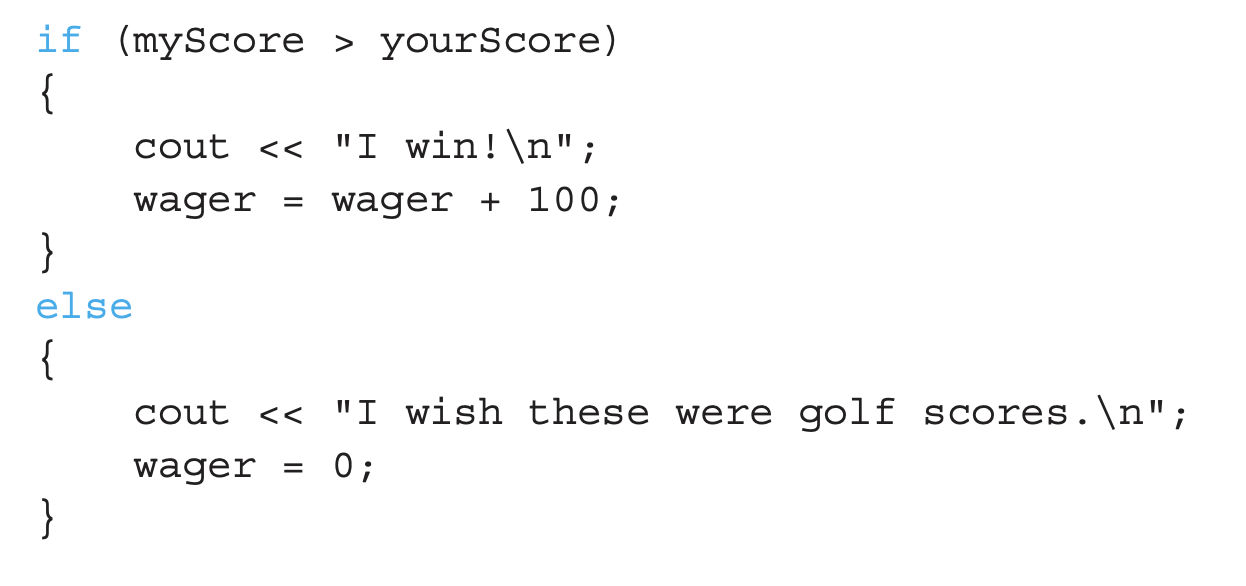 if (myScore > yourScore)
{
    cout << "I win!\n";
    wager = wager + 100;
}
else
{
    cout << "I wish these were golf scores.\n";
    wager = 0;
}